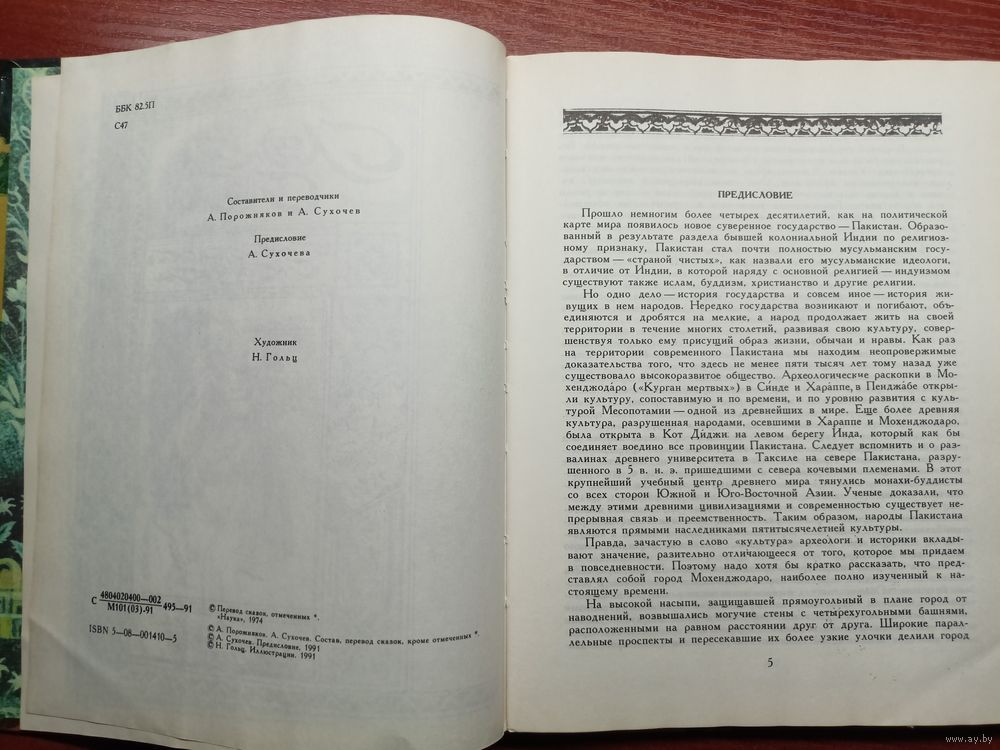 ББК 82.5П
С47
Составители и переводчики
А. Порожняков и А. Сухочев
Предисловие
А. Сухочева
Художник
Н. Гольц
С 4804020400—002 495—91
М101(03)-91
ISBN 5—08—001410—5
© Перевод сказок, отмеченных *.
«Наука», 1974
© А. Порожняков, А. Сухочев. Состав, перевод сказок, кроме отмеченных *.
© А. Сухочев. Предисловие, 1991
© Н. Гольц. Иллюстрации, 1991
ПРЕДИСЛОВИЕ
Прошло немногим более четырех десятилетий, как на политической
карте мира появилось новое суверенное государство — Пакистан. Образо-
ванный в результате раздела бывшей колониальной Индии по религиоз-
ному признаку, Пакистан стал почти полностью мусульманским госу-
дарством — «страной чистых», как назвали его мусульманские идеологи,
в отличие от Индии, в которой наряду с основной религией — индуизмом
существуют также ислам, буддизм, христианство и другие религии.
Но одно дело — история государства и совсем иное — история жи-
вущих в нем народов. Нередко государства возникают и погибают, объ-
единяются и дробятся на мелкие, а народ продолжает жить на своей
территории в течение многих столетий, развивая свою культуру, совер-
шенствуя только ему присущий образ жизни, обычаи и нравы. Как раз
на территории современного Пакистана мы находим неопровержимые
доказательства того, что здесь не менее пяти тысяч лет тому назад уже
существовало высокоразвитое общество. Археологические раскопки в Мо-
хенджода́ро («Курган мертвых») в Си́нде и Хара́ппе, в Пенджа́бе откры-
ли культуру, сопоставимую и по времени, и по уровню развития с куль-
турой Месопотамии — одной из древнейших в мире. Еще более древняя
культура, разрушенная народами, осевшими в Хараппе и Мохенджодаро,
была открыта в Кот Ди́джи на левом берегу Инда, который как бы
соединяет воедино все провинции Пакистана. Следует вспомнить и о раз-
валинах древнего университета в Таксиле на севере Пакистана, разру-
шенного в 5 в. н. э. пришедшими с севера кочевыми племенами. В этот
крупнейший учебный центр древнего мира тянулись монахи-буддисты
со всех сторон Южной и Юго-Восточной Азии. Ученые доказали, что
между этими древними цивилизациями и современностью существует не-
прерывная связь и преемственность. Таким образом, народы Пакистана
являются прямыми наследниками пятитысячелетней культуры.
Правда, зачастую в слово «культура» археологи и историки вклады-
вают значение, разительно отличающееся от того, которое мы придаем
в повседневности. Поэтому надо хотя бы кратко рассказать, что пред-
ставлял собой город Мохенджодаро, наиболее полно изученный к на-
стоящему времени.
На высокой насыпи, защищавшей прямоугольный в плане город от
наводнений, возвышались могучие стены с четырехугольными башнями,
расположенными на равном расстоянии друг от друга. Широкие парал-
лельные проспекты и пересекавшие их более узкие улочки делили город
5
www.ay.by